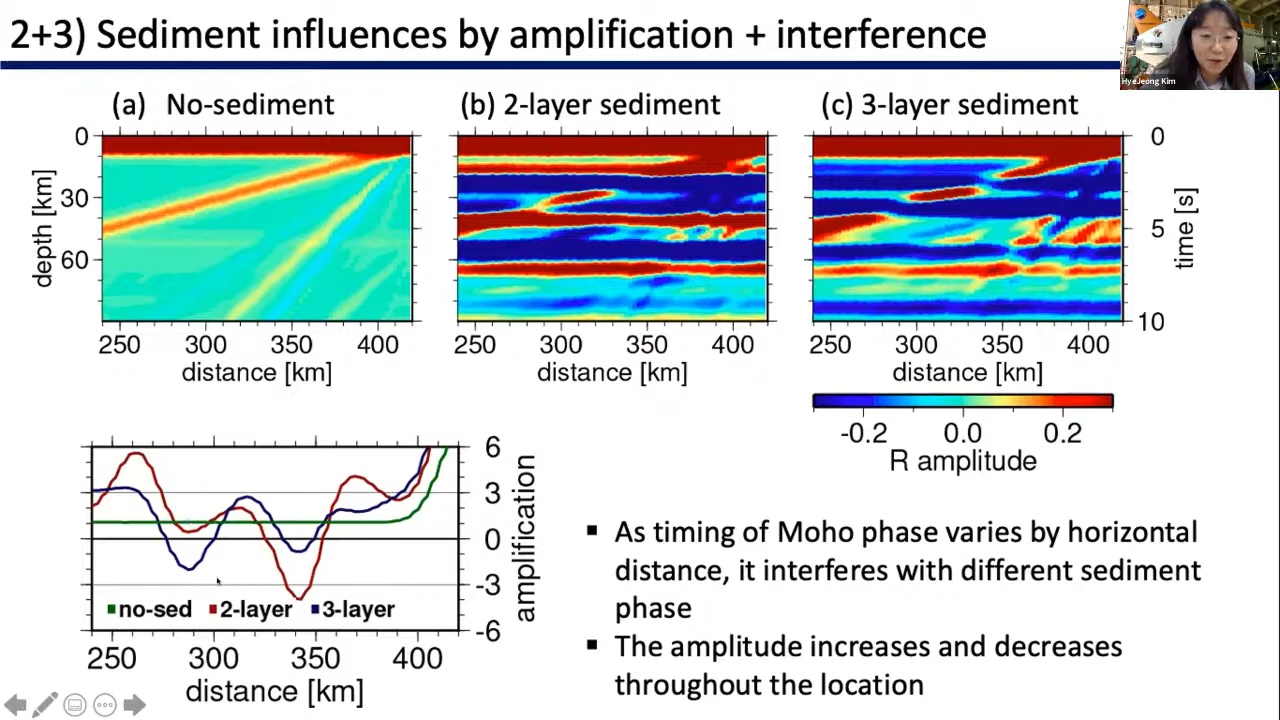 2+3) Sediment influences by amplification + interference
HyeJeong Kim
(a) No-sediment
(b) 2-layer sediment
(c) 3-layer sediment
0
30
60
depth [km]
250 300 350 400
distance [km]
250 300 350 400
distance [km]
250 300 350 400
distance [km]
0
5
10
time [s]
-0.2 0.0 0.2
R amplitude
6
3
0
-3
-6
amplification
no-sed 2-layer 3-layer
250 300 350 400
distance [km]
▪ As timing of Moho phase varies by horizontal
distance, it interferes with different sediment
phase
▪ The amplitude increases and decreases
throughout the location